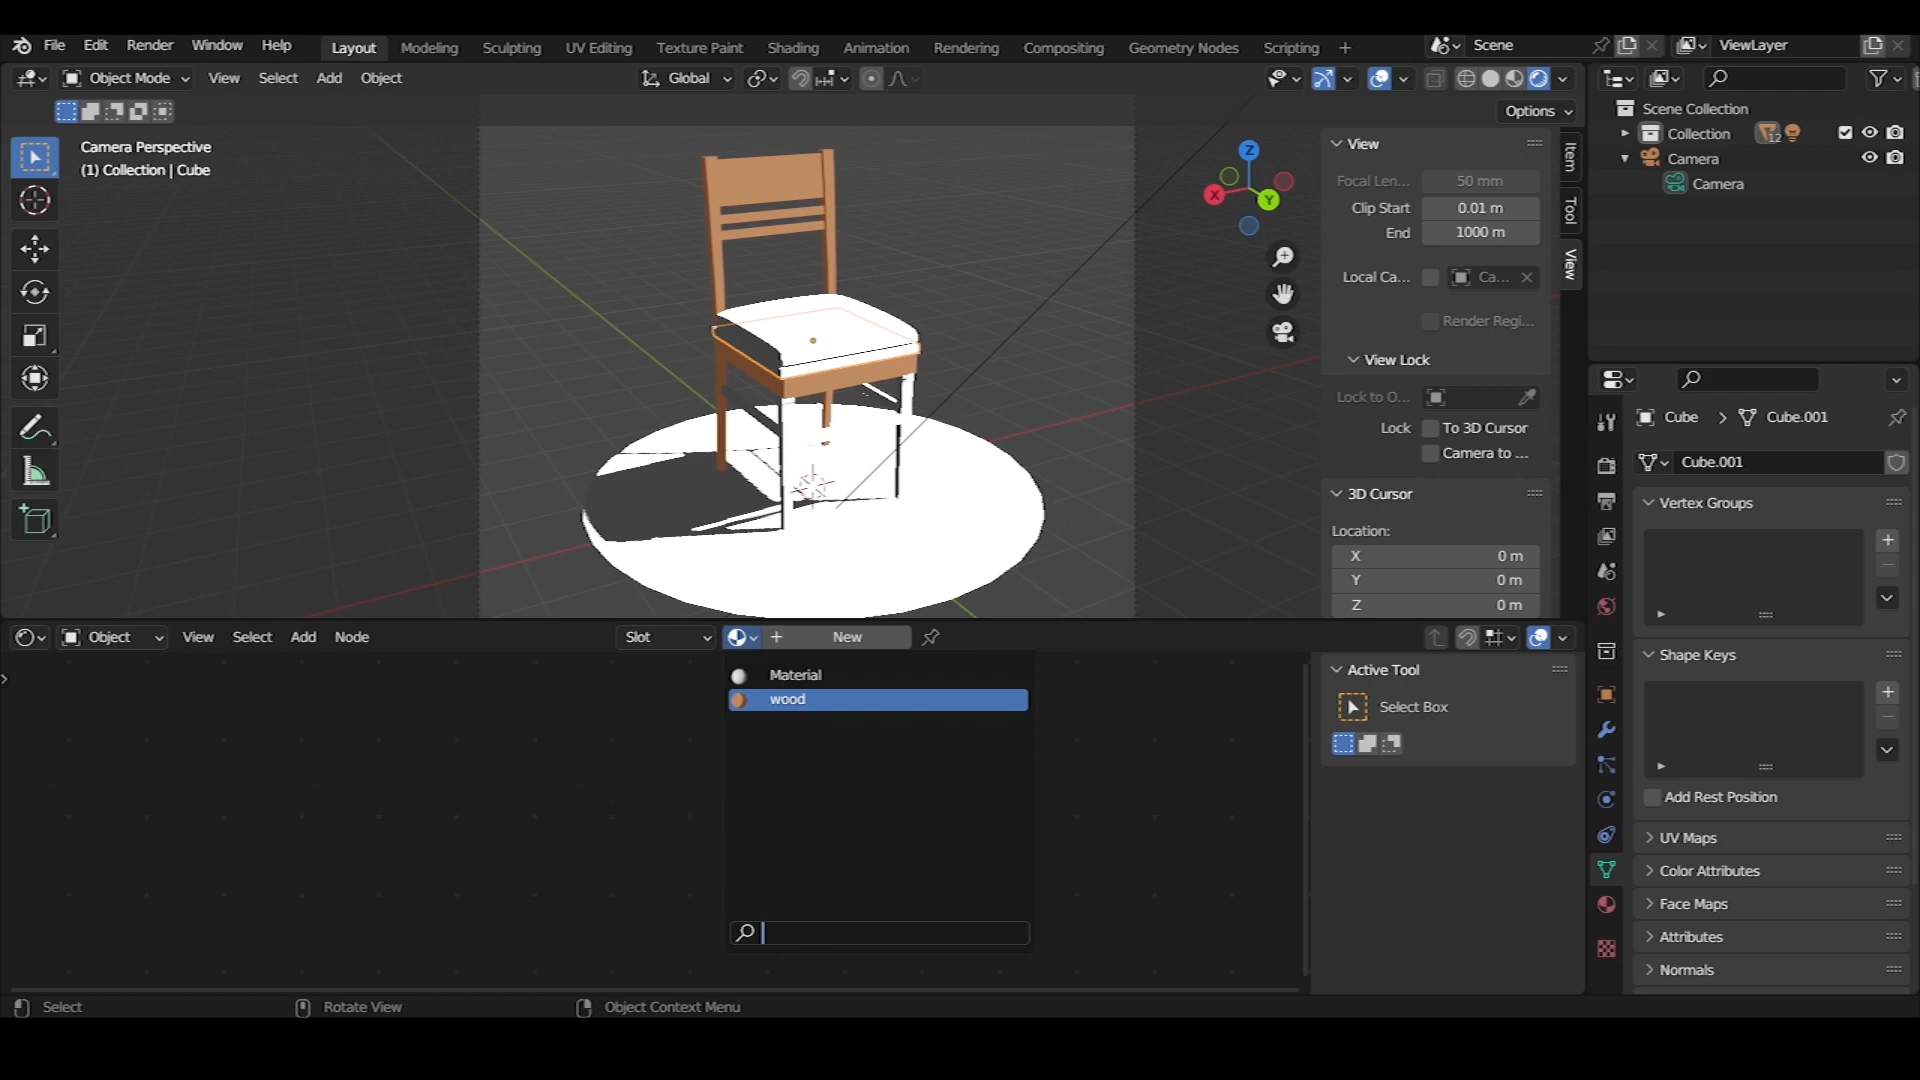 File Edit Render Window Help Layout Modeling Sculpting UV Editing Texture Paint Shading Animation Rendering Compositing Geometry Nodes Scripting + Scene ViewLayer
Object Mode View Select Add Object Global
Options
Camera Perspective
(1) Collection | Cube
Z
X
Y
View
Focal Len... 50 mm
Clip Start 0.01 m
End 1000 m
Local Ca... Ca...
Render Regi...
View Lock
Lock to O...
Lock To 3D Cursor
Camera to ...
3D Cursor
Location:
X 0 m
Y 0 m
Z 0 m
Item
Tool
View
Scene Collection
Collection 12
Camera
Camera
Cube Cube.001
Cube.001
Vertex Groups
Shape Keys
Add Rest Position
UV Maps
Color Attributes
Face Maps
Attributes
Normals
Object View Select Add Node Slot New
Material
wood
Active Tool
Select Box
Select Rotate View Object Context Menu